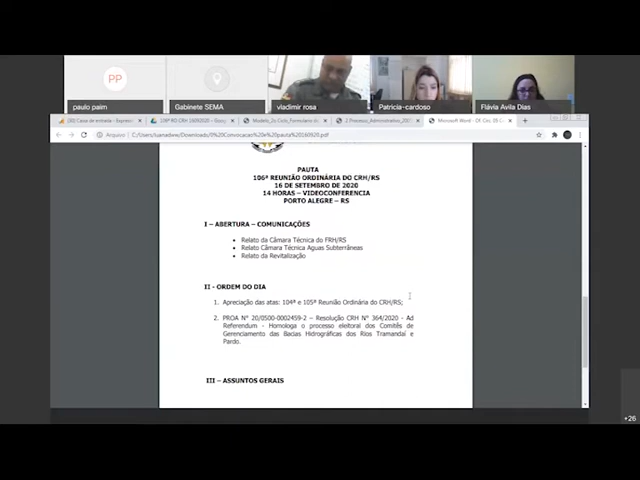 PP
paulo paim
Gabinete SEMA
vladimir rosa
Patricia-cardoso
Flávia Avila Dias
Arquivo
PAUTA
106ª REUNIÃO ORDINÁRIA DO CRH/RS
16 DE SETEMBRO DE 2020
14 HORAS – VIDEOCONFERENCIA
PORTO ALEGRE – RS
I – ABERTURA – COMUNICAÇÕES
• Relato da Câmara Técnica do FRH/RS
• Relato Câmara Técnica Aguas Subterrâneas
• Relato da Revitalização
II - ORDEM DO DIA
1. Apreciação das atas: 104ª e 105ª Reunião Ordinária do CRH/RS;
2. PROA Nº 20/0500-0002459-2 – Resolução CRH Nº 364/2020 - Ad
Referendum - Homologa o processo eleitoral dos Comitês de
Gerenciamento das Bacias Hidrográficas dos Rios Tramandaí e
Pardo.
III – ASSUNTOS GERAIS
+26